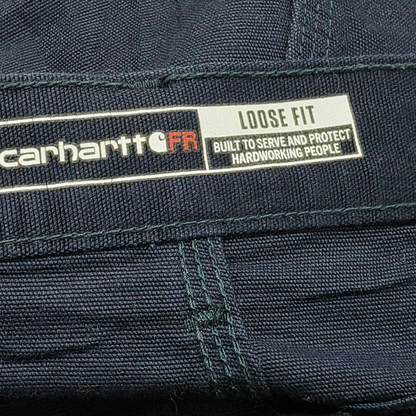 carhartt FR
LOOSE FIT
BUILT TO SERVE AND PROTECT
HARDWORKING PEOPLE